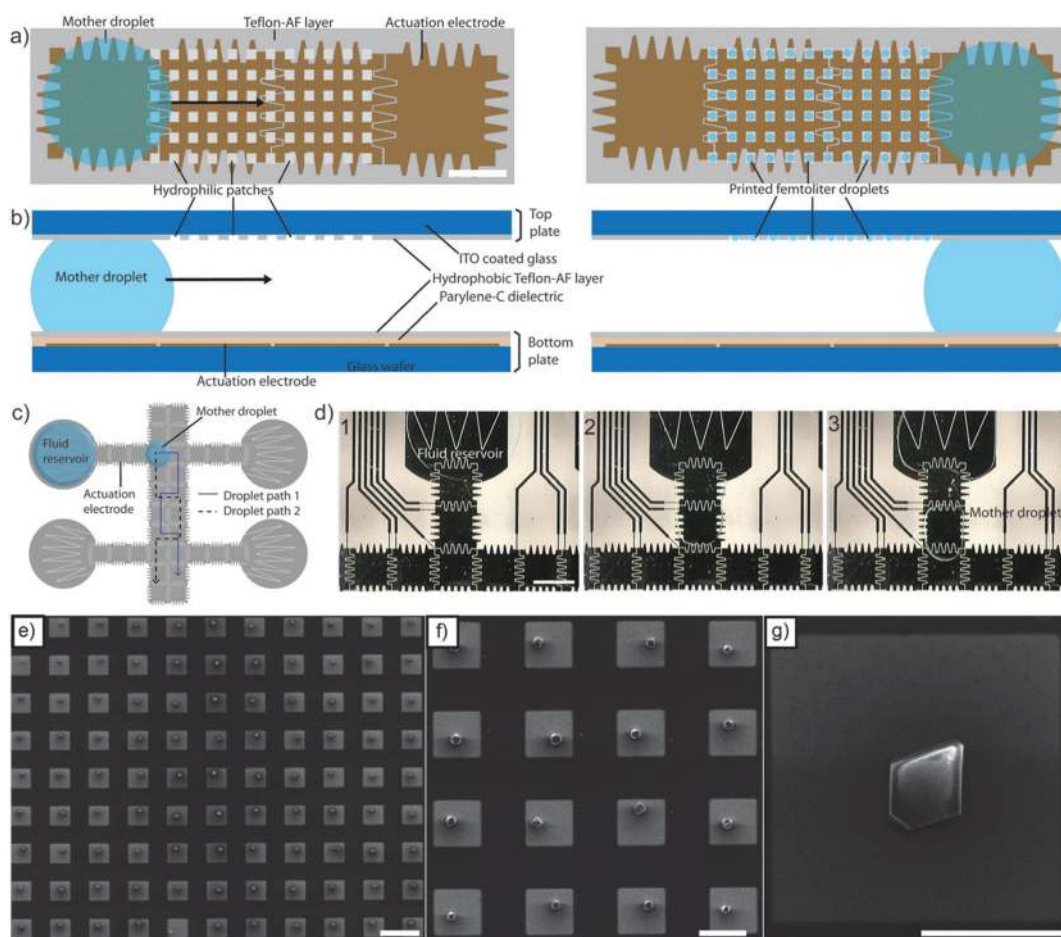 a)
Mother droplet
Teflon-AF layer
Actuation electrode
Hydrophilic patches
Printed femtoliter droplets
b)
Top
plate
ITO coated glass
Hydrophobic Teflon-AF layer
Parylene-C dielectric
Mother droplet
Bottom
plate
Glass wafer
Actuation electrode
c)
Mother droplet
Fluid
reservoir
Actuation
electrode
Droplet path 1
Droplet path 2
d)
1
Fluid reservoir
2
3
Mother droplet
e)
f)
g)